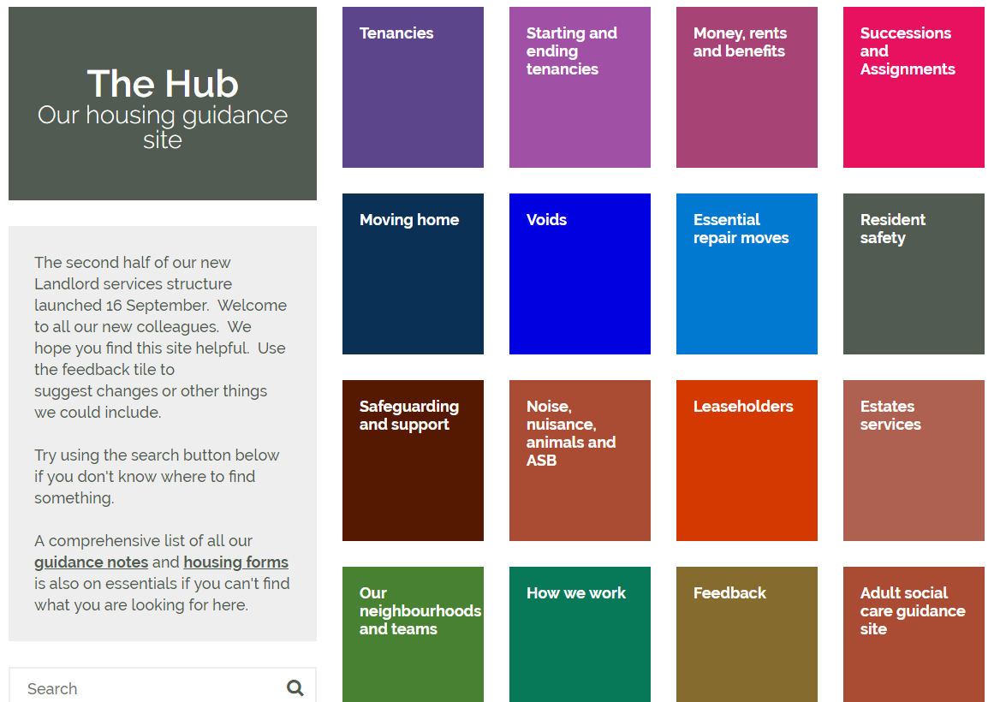 The Hub
Our housing guidance
site
The second half of our new
Landlord services structure
launched 16 September.  Welcome
to all our new colleagues.  We
hope you find this site helpful.  Use
the feedback tile to
suggest changes or other things
we could include.
Try using the search button below
if you don't know where to find
something.
A comprehensive list of all our
guidance notes and housing forms
is also on essentials if you can't find
what you are looking for here.
Search
Tenancies
Starting and
ending
tenancies
Money, rents
and benefits
Successions
and
Assignments
Moving home
Voids
Essential
repair moves
Resident
safety
Safeguarding
and support
Noise,
nuisance,
animals and
ASB
Leaseholders
Estates
services
Our
neighbourhoods
and teams
How we work
Feedback
Adult social
care guidance
site